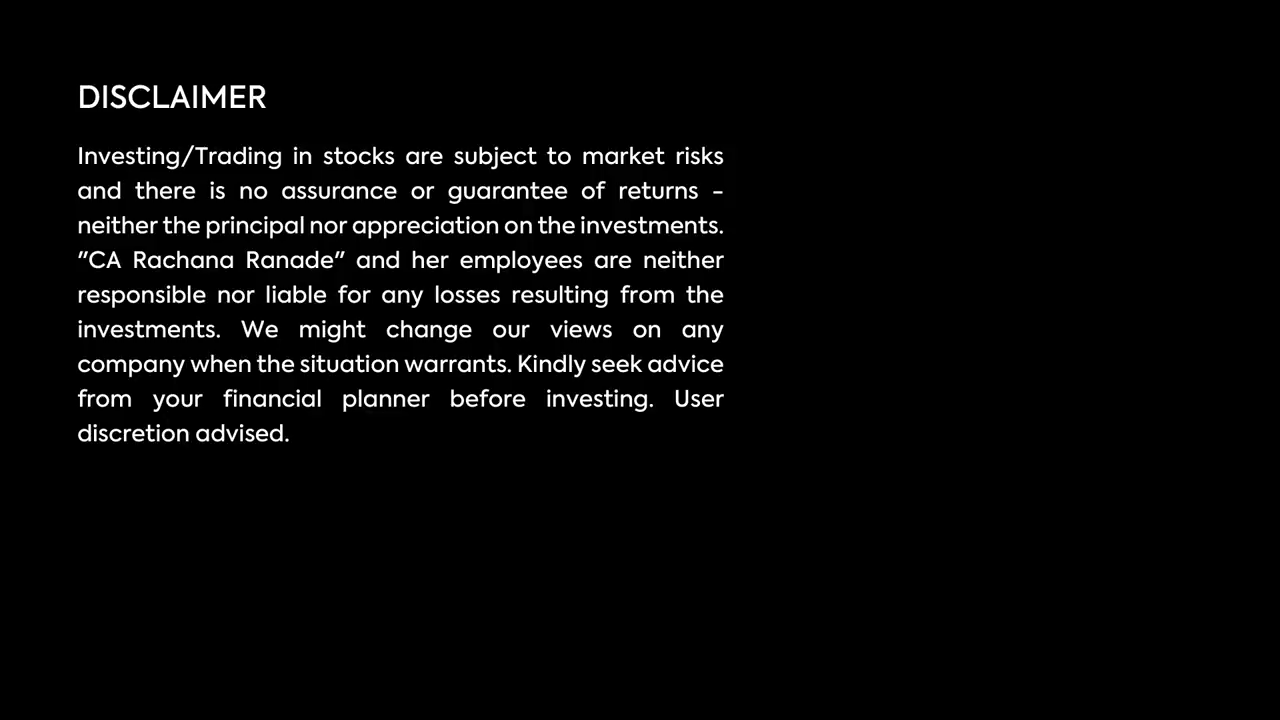 DISCLAIMER
Investing/Trading in stocks are subject to market risks
and there is no assurance or guarantee of returns -
neither the principal nor appreciation on the investments.
"CA Rachana Ranade" and her employees are neither
responsible nor liable for any losses resulting from the
investments. We might change our views on any
company when the situation warrants. Kindly seek advice
from your financial planner before investing. User
discretion advised.